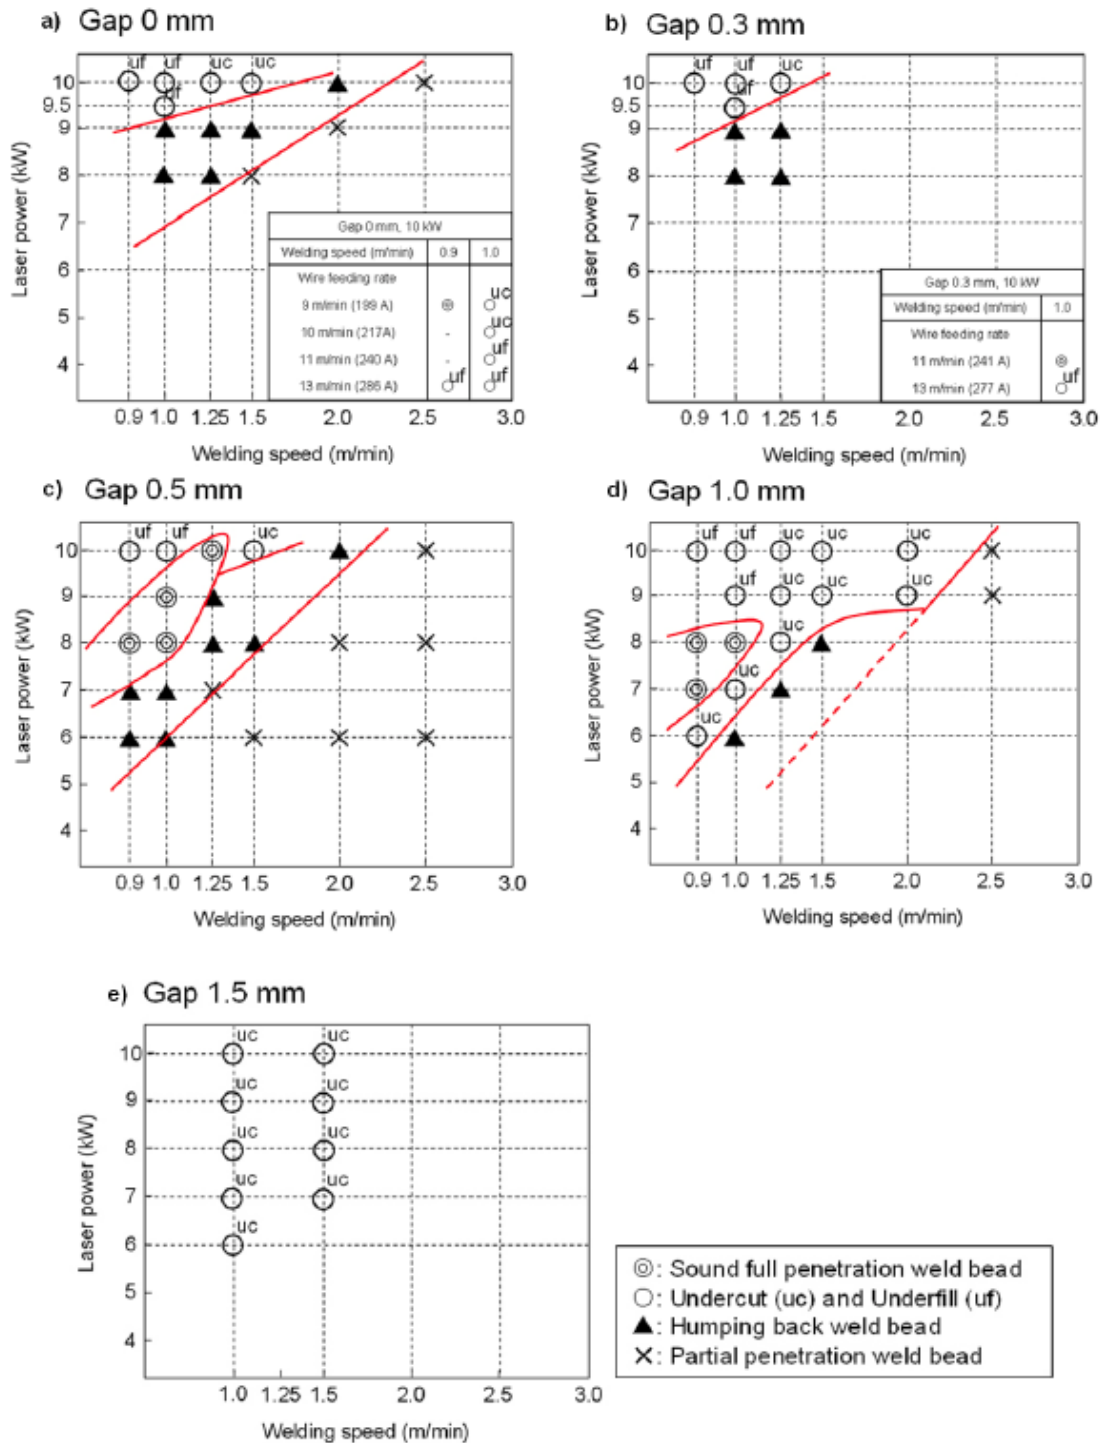 a) Gap 0 mm
uf uf uc uc
10
uf
9.5
9
8
7
6
5
4
Laser power (kW)
Gap 0 mm, 10 kW
Welding speed (m/min) 0.9 1.0
Wire feeding rate
9 m/min (199 A) uc
10 m/min (217A) - uc
11 m/min (240 A) - uf
13 m/min (286 A) uf uf
0.9 1.0 1.25 1.5 2.0 2.5 3.0
Welding speed (m/min)
b) Gap 0.3 mm
uf uf uc
10
uf
9.5
9
8
7
6
5
4
Laser power (kW)
Gap 0.3 mm, 10 kW
Welding speed (m/min) 1.0
Wire feeding rate
11 m/min (241 A)
13 m/min (277 A) uf
0.9 1.0 1.25 1.5 2.0 2.5 3.0
Welding speed (m/min)
c) Gap 0.5 mm
uf uf uc
10
9
8
7
6
5
4
Laser power (kW)
0.9 1.0 1.25 1.5 2.0 2.5 3.0
Welding speed (m/min)
d) Gap 1.0 mm
uf uf uc uc uc
10
uf uc uc uc
9
uc
8
uc
7
uc
6
5
4
Laser power (kW)
0.9 1.0 1.25 1.5 2.0 2.5 3.0
Welding speed (m/min)
e) Gap 1.5 mm
uc uc
10
uc uc
9
uc uc
8
uc uc
7
uc
6
5
4
Laser power (kW)
1.0 1.25 1.5 2.0 2.5 3.0
Welding speed (m/min)
◎: Sound full penetration weld bead
○: Undercut (uc) and Underfill (uf)
▲: Humping back weld bead
×: Partial penetration weld bead